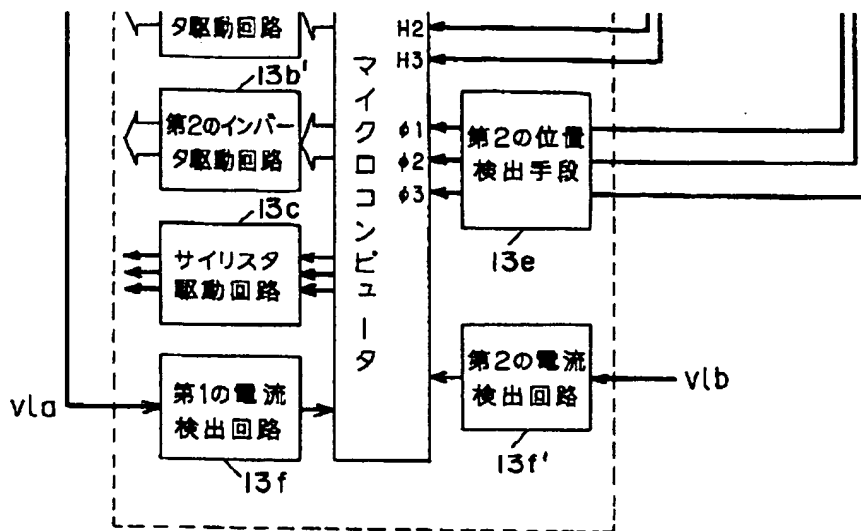 タ駆動回路
13b'
第2のインバー
タ駆動回路
13c
サイリスタ
駆動回路
vla
第1の電流
検出回路
13f
マイクロコンピュータ
H2
H3
φ1
φ2
φ3
第2の位置
検出手段
13e
第2の電流
検出回路
vlb
13f'